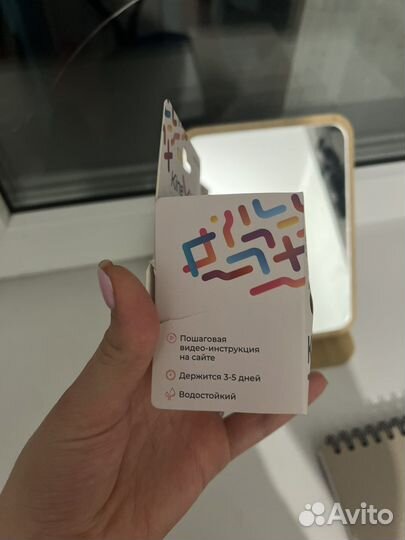 Пошаговая
видео-инструкция
на сайте
Держится 3-5 дней
Водостойкий
Avito